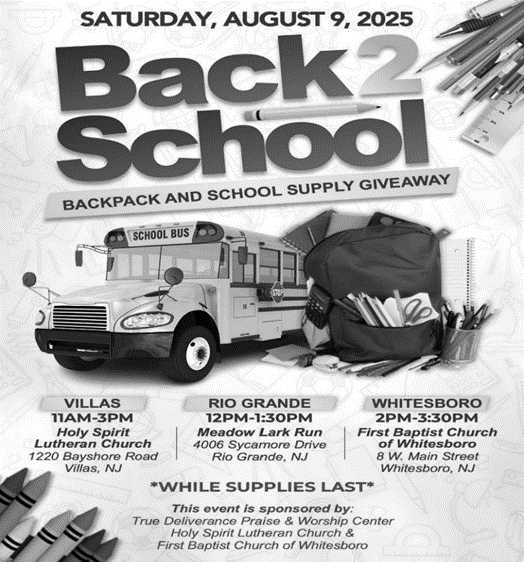 SATURDAY, AUGUST 9, 2025
Back 2
School
BACKPACK AND SCHOOL SUPPLY GIVEAWAY
SCHOOL BUS
STOP
VILLAS
11AM-3PM
Holy Spirit
Lutheran Church
1220 Bayshore Road
Villas, NJ
RIO GRANDE
12PM-1:30PM
Meadow Lark Run
4006 Sycamore Drive
Rio Grande, NJ
WHITESBORO
2PM-3:30PM
First Baptist Church
of Whitesboro
8 W. Main Street
Whitesboro, NJ
*WHILE SUPPLIES LAST*
This event is sponsored by:
True Deliverance Praise & Worship Center
Holy Spirit Lutheran Church &
First Baptist Church of Whitesboro